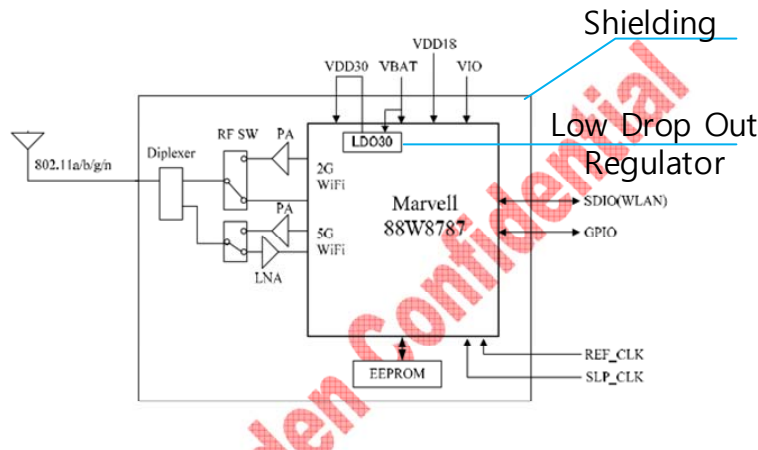 Shielding
VDD18
VDD30
VBAT
VIO
RF SW
PA
LDO30
Low Drop Out
Regulator
802.11a/b/g/n
Diplexer
2G
WiFi
Marvell
88W8787
SDIO(WLAN)
GPIO
PA
5G
WiFi
LNA
REF_CLK
SLP_CLK
EEPROM
den Confidential